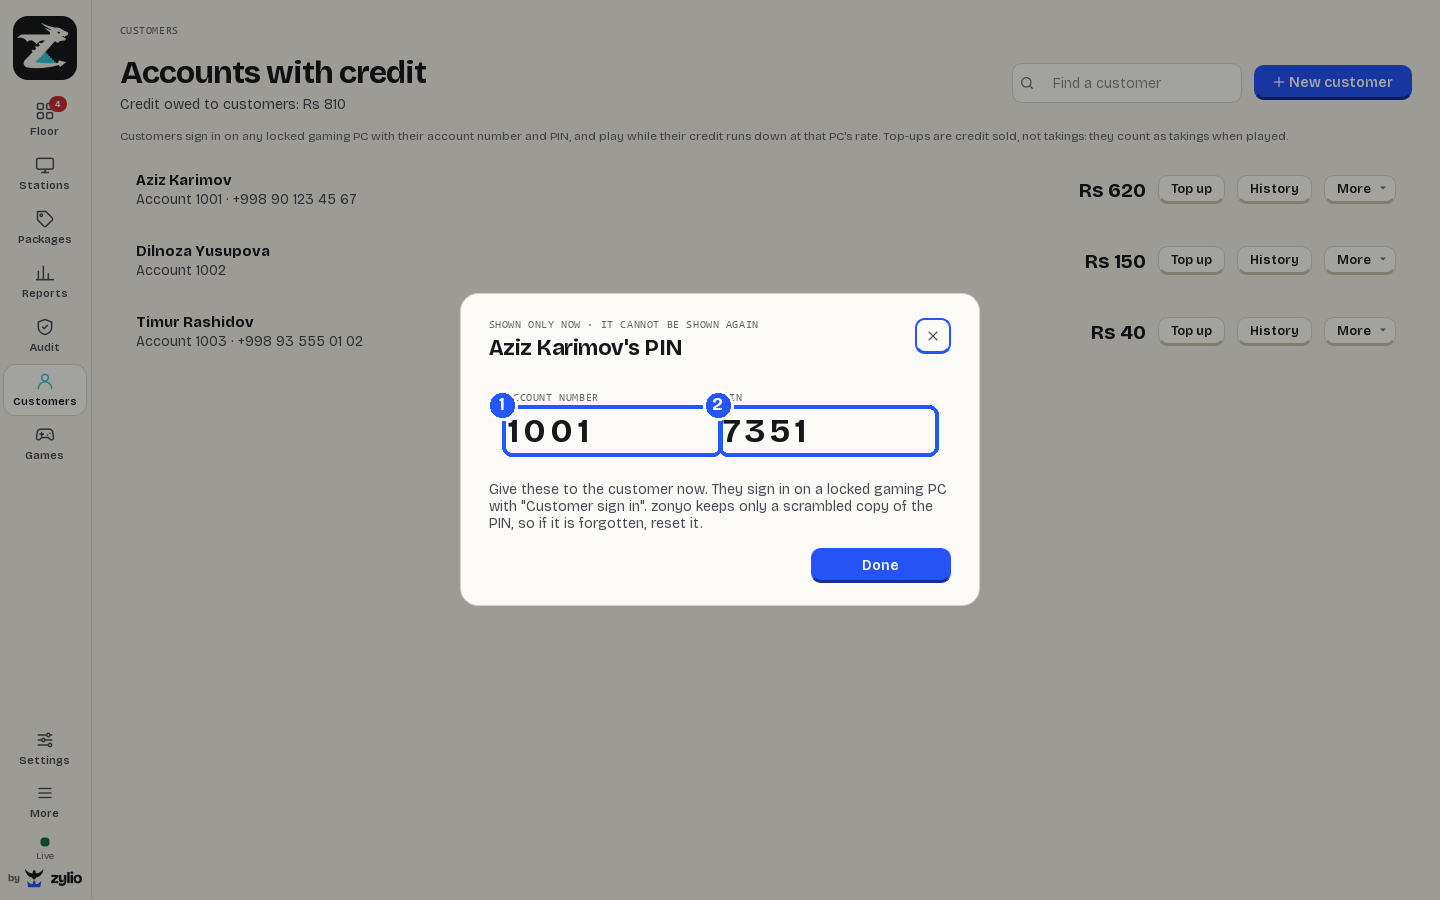 CUSTOMERS
Accounts with credit
Credit owed to customers: Rs 810
Find a customer
New customer
Customers sign in on any locked gaming PC with their account number and PIN, and play while their credit runs down at that PC's rate. Top-ups are credit sold, not takings: they count as takings when played.
4
Floor
Stations
Packages
Reports
Audit
Customers
Games
Settings
More
Live
by zylio
Aziz Karimov
Account 1001 · +998 90 123 45 67
Rs 620 Top up History More
Dilnoza Yusupova
Account 1002
Rs 150 Top up History More
Timur Rashidov
Account 1003 · +998 93 555 01 02
Rs 40 Top up History More
SHOWN ONLY NOW · IT CANNOT BE SHOWN AGAIN
Aziz Karimov's PIN
1 COUNT NUMBER 2 IN
1001 7351
Give these to the customer now. They sign in on a locked gaming PC
with "Customer sign in". zonyo keeps only a scrambled copy of the
PIN, so if it is forgotten, reset it.
Done